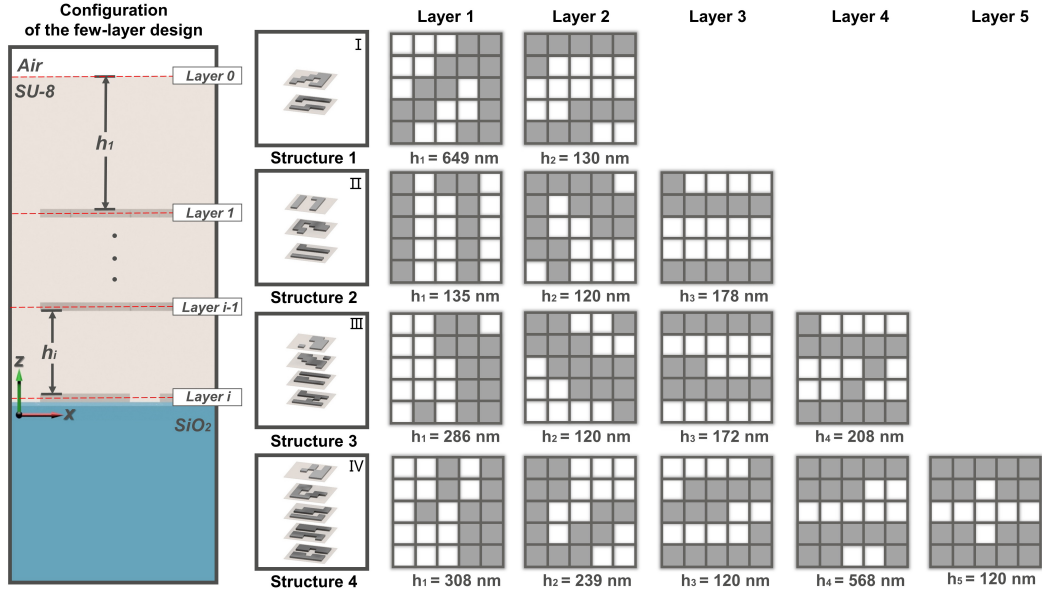 Configuration
of the few-layer design
Layer 1 Layer 2 Layer 3 Layer 4 Layer 5
Air
SU-8
Layer 0
h₁
Layer 1
Layer i-1
hᵢ
Layer i
z
x
SiO₂
I
Structure 1
h₁ = 649 nm h₂ = 130 nm
II
Structure 2
h₁ = 135 nm h₂ = 120 nm h₃ = 178 nm
III
Structure 3
h₁ = 286 nm h₂ = 120 nm h₃ = 172 nm h₄ = 208 nm
IV
Structure 4
h₁ = 308 nm h₂ = 239 nm h₃ = 120 nm h₄ = 568 nm h₅ = 120 nm